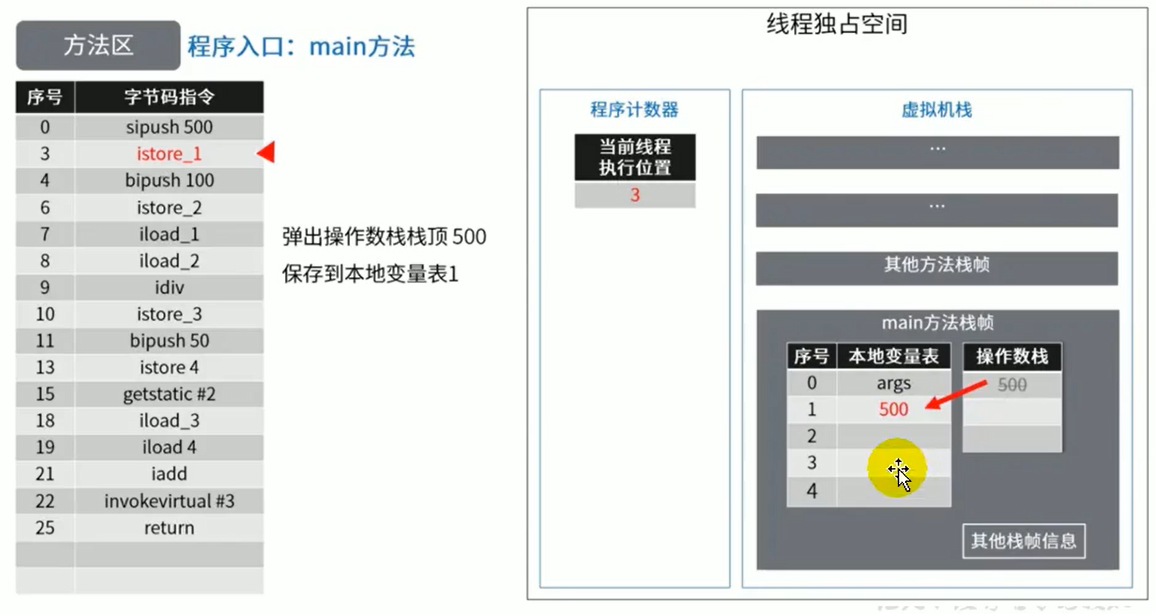 方法区 程序入口：main方法
序号 字节码指令
0 sipush 500
3 istore_1
4 bipush 100
6 istore_2
7 iload_1
8 iload_2
9 idiv
10 istore_3
11 bipush 50
13 istore 4
15 getstatic #2
18 iload_3
19 iload 4
21 iadd
22 invokevirtual #3
25 return
弹出操作数栈栈顶 500
保存到本地变量表1
线程独占空间
程序计数器
当前线程
执行位置
3
虚拟机栈
...
...
其他方法栈帧
main方法栈帧
序号 本地变量表
0 args
1 500
2
3
4
操作数栈
500
其他栈帧信息